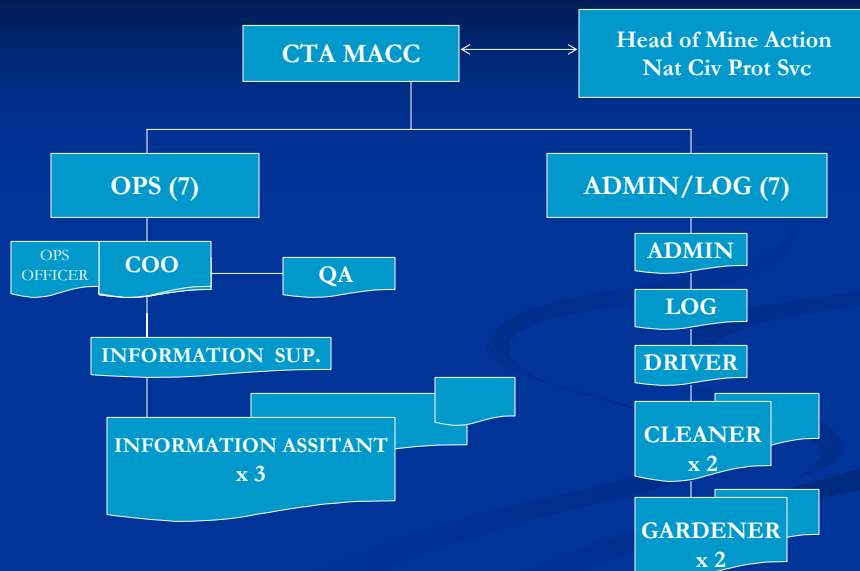 CTA MACC
Head of Mine Action
Nat Civ Prot Svc
OPS (7)
ADMIN/LOG (7)
OPS
OFFICER
COO
QA
INFORMATION SUP.
INFORMATION ASSITANT
x 3
ADMIN
LOG
DRIVER
CLEANER
x 2
GARDENER
x 2